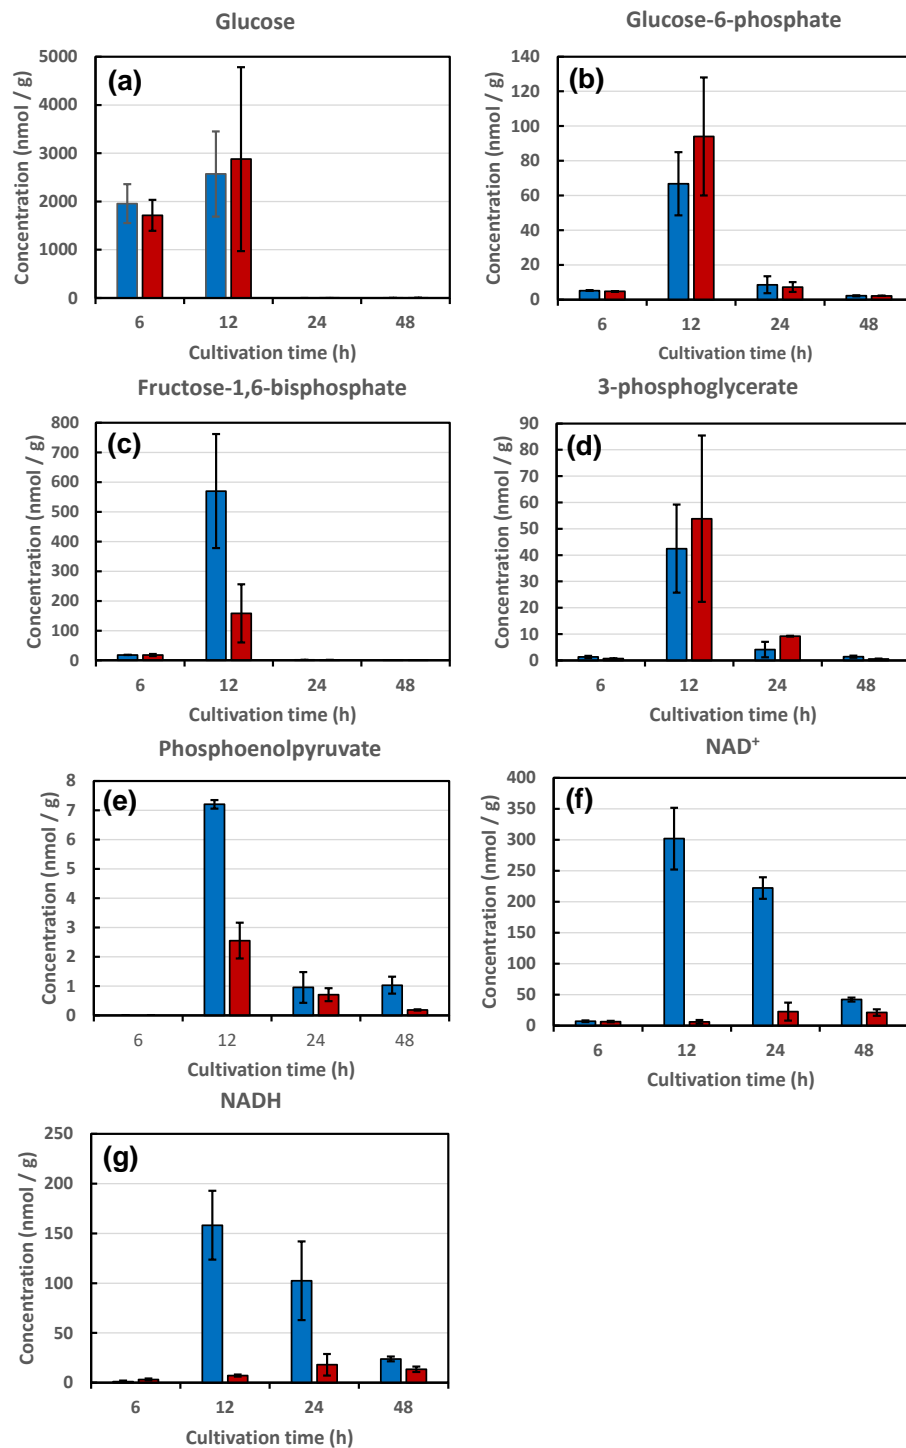 Glucose
Glucose-6-phosphate
(a)
Concentration (nmol / g)
5000
4000
3000
2000
1000
0
6 12 24 48
Cultivation time (h)
(b)
Concentration (nmol / g)
140
120
100
80
60
40
20
0
6 12 24 48
Cultivation time (h)
Fructose-1,6-bisphosphate
3-phosphoglycerate
(c)
Concentration (nmol / g)
800
700
600
500
400
300
200
100
0
6 12 24 48
Cultivation time (h)
(d)
Concentration (nmol / g)
90
80
70
60
50
40
30
20
10
0
6 12 24 48
Cultivation time (h)
Phosphoenolpyruvate
NAD⁺
(e)
Concentration (nmol / g)
8
7
6
5
4
3
2
1
0
6 12 24 48
Cultivation time (h)
(f)
Concentration (nmol / g)
400
350
300
250
200
150
100
50
0
6 12 24 48
Cultivation time (h)
NADH
(g)
Concentration (nmol / g)
250
200
150
100
50
0
6 12 24 48
Cultivation time (h)